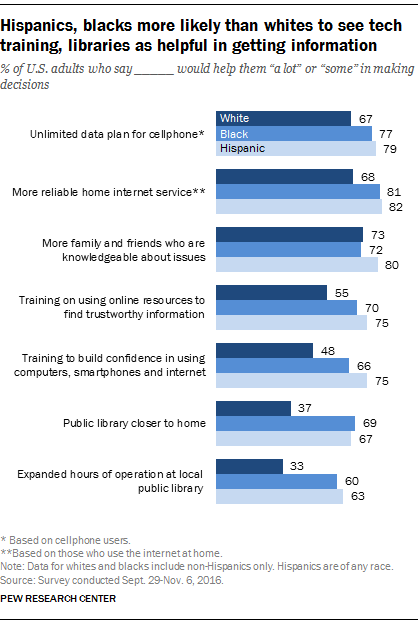 Hispanics, blacks more likely than whites to see tech
training, libraries as helpful in getting information
% of U.S. adults who say ______ would help them “a lot” or “some” in making
decisions
White 67
Unlimited data plan for cellphone* Black 77
Hispanic 79
68
More reliable home internet service** 81
82
73
More family and friends who are
knowledgeable about issues
72
80
55
Training on using online resources to
find trustworthy information
70
75
48
Training to build confidence in using
computers, smartphones and internet
66
75
37
Public library closer to home 69
67
33
Expanded hours of operation at local
public library
60
63
* Based on cellphone users.
**Based on those who use the internet at home.
Note: Data for whites and blacks include non-Hispanics only. Hispanics are of any race.
Source: Survey conducted Sept. 29-Nov. 6, 2016.
PEW RESEARCH CENTER